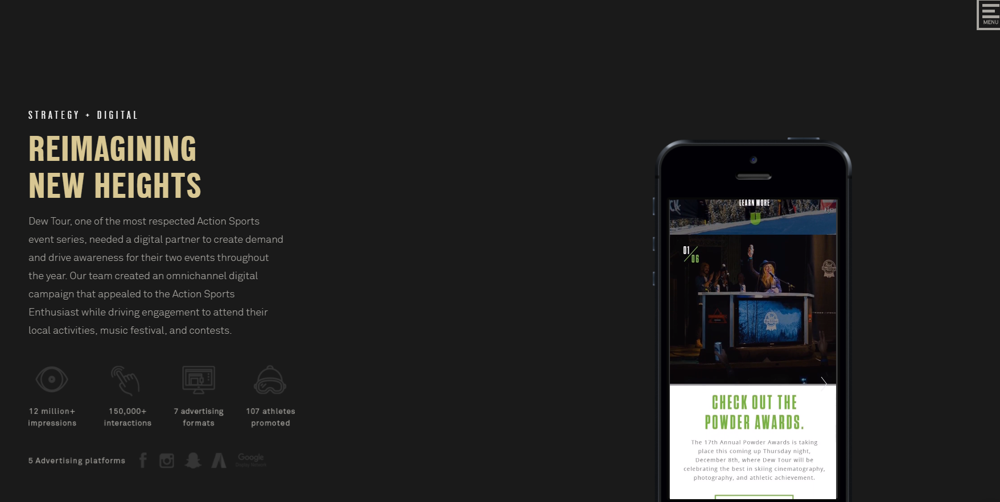 MENU
STRATEGY + DIGITAL
REIMAGINING
NEW HEIGHTS
Dew Tour, one of the most respected Action Sports
event series, needed a digital partner to create demand
and drive awareness for their two events throughout
the year. Our team created an omnichannel digital
campaign that appealed to the Action Sports
Enthusiast while driving engagement to attend their
local activities, music festival, and contests.
12 million+
impressions
150,000+
interactions
7 advertising
formats
107 athletes
promoted
5 Advertising platforms
Google
Display Network
LEARN MORE
01
06
CHECK OUT THE
POWDER AWARDS.
The 17th Annual Powder Awards is taking
place this coming up Thursday night,
December 8th, where Dew Tour will be
celebrating the best in skiing cinematography,
photography, and athletic achievement.